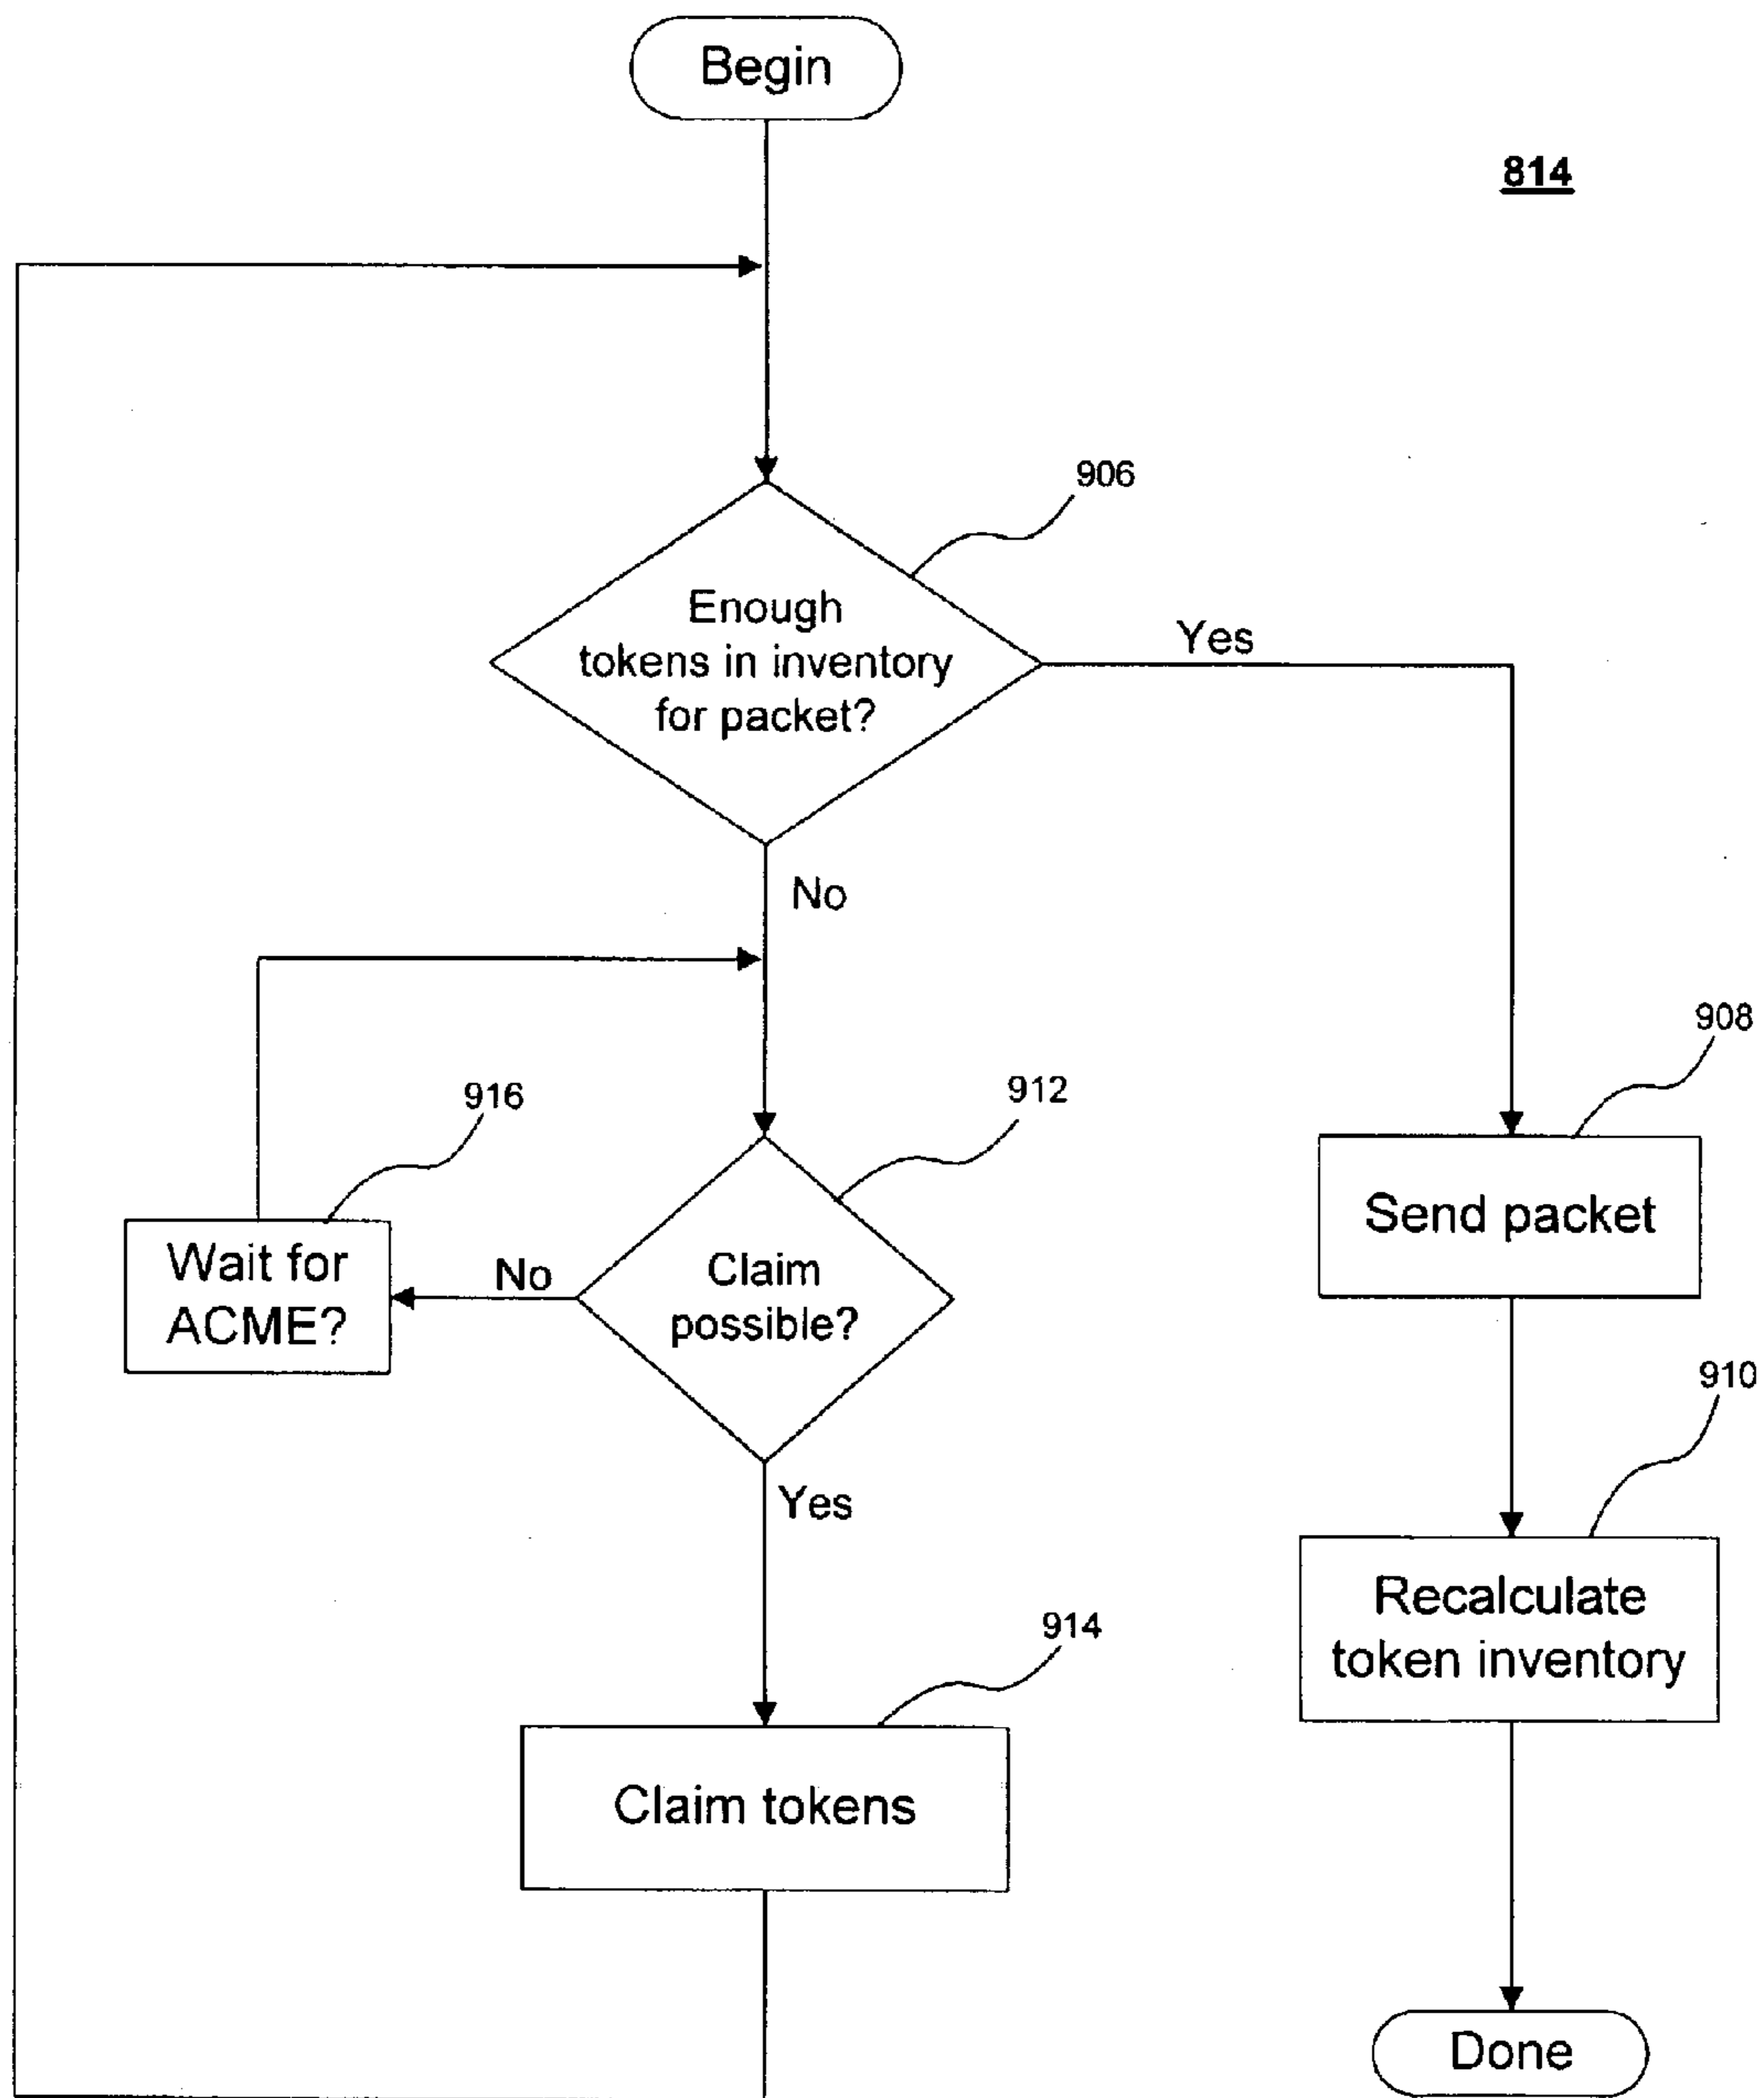 Begin
814
906
Enough
tokens in inventory
for packet?
Yes
No
908
916
912
Send packet
Wait for
ACME?
No
Claim
possible?
910
Yes
Recalculate
token inventory
914
Claim tokens
Done